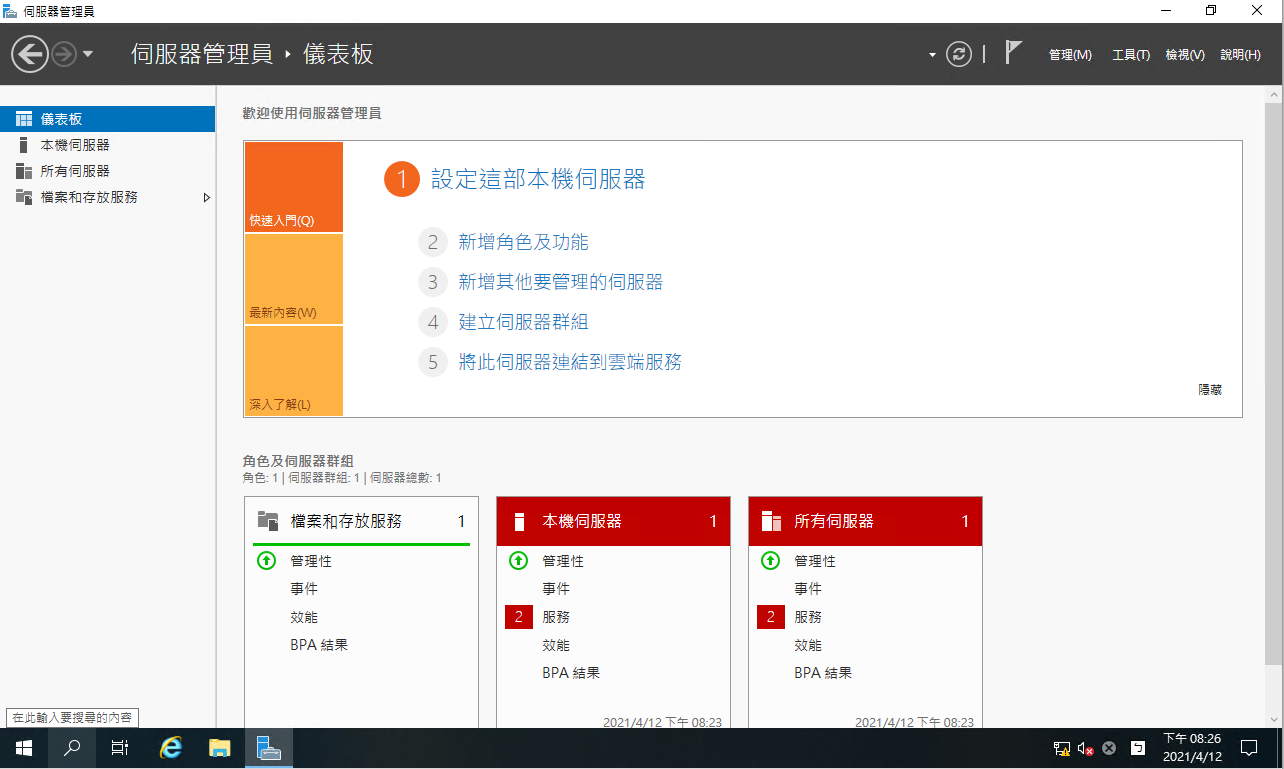 伺服器管理員
伺服器管理員 ‣ 儀表板
管理(M) 工具(T) 檢視(V) 說明(H)
儀表板
本機伺服器
所有伺服器
檔案和存放服務
歡迎使用伺服器管理員
快速入門(Q)
最新內容(W)
深入了解(L)
1 設定這部本機伺服器
2 新增角色及功能
3 新增其他要管理的伺服器
4 建立伺服器群組
5 將此伺服器連結到雲端服務
隱藏
角色及伺服器群組
角色: 1 | 伺服器群組: 1 | 伺服器總數: 1
檔案和存放服務 1
管理性
事件
效能
BPA 結果
本機伺服器 1
管理性
事件
2 服務
效能
BPA 結果
2021/4/12 下午 08:23
所有伺服器 1
管理性
事件
2 服務
效能
BPA 結果
2021/4/12 下午 08:23
在此輸入要搜尋的內容
下午 08:26
2021/4/12